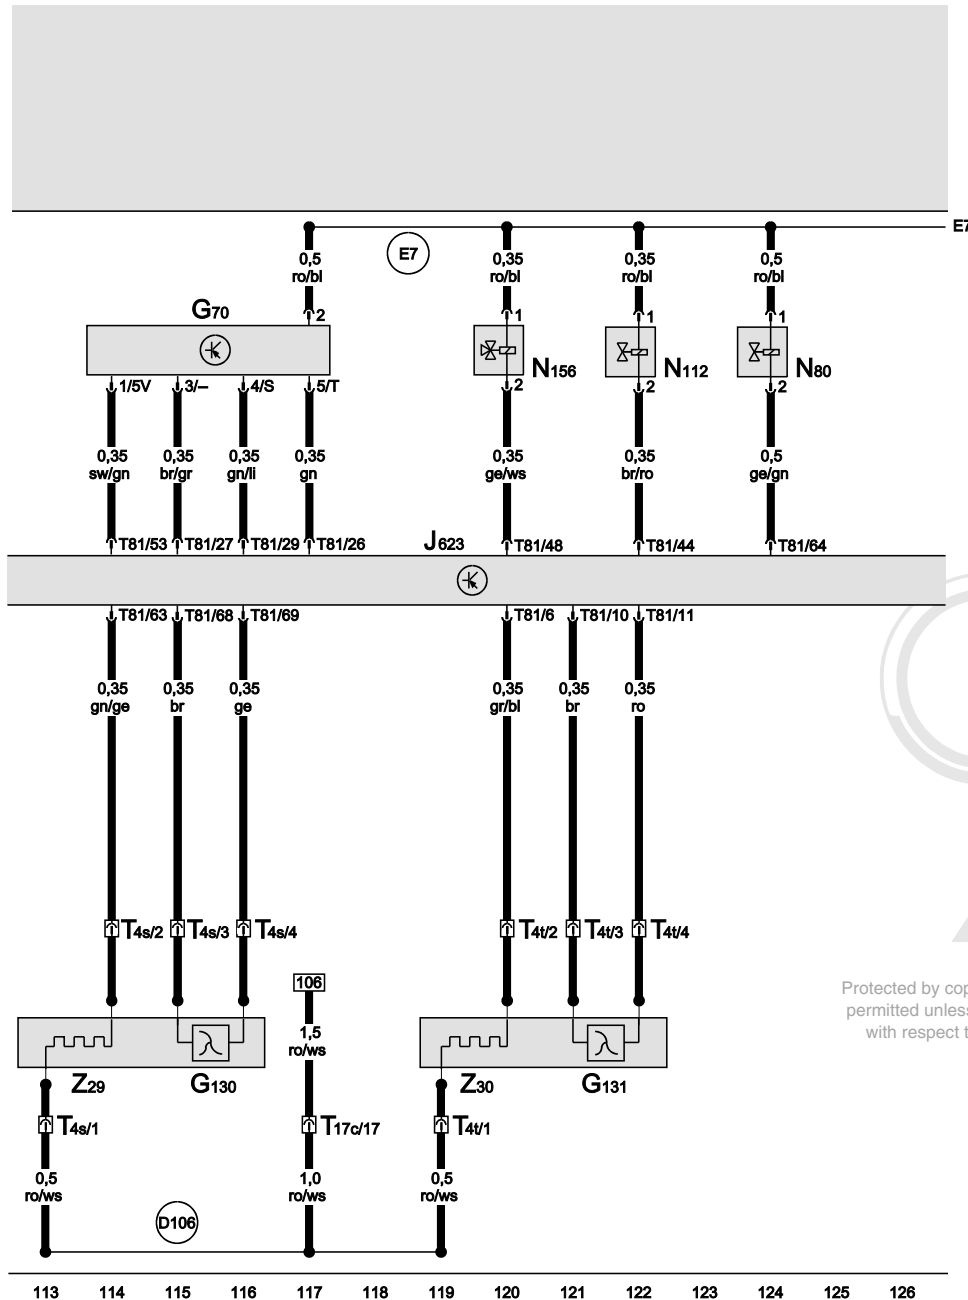 E7
E7
0,5 0,35 0,35 0,5
ro/bl ro/bl ro/bl ro/bl
G70 2 1 1 1
N156 N112 N80
1/5V 3/– 4/S 5/T 2 2 2
0,35 0,35 0,35 0,35 0,35 0,35 0,5
sw/gn br/gr gn/li gn ge/ws br/ro ge/gn
T81/53 T81/27 T81/29 T81/26 J623 T81/48 T81/44 T81/64
T81/63 T81/68 T81/69 T81/6 T81/10 T81/11
0,35 0,35 0,35 0,35 0,35 0,35
gn/ge br ge gr/bl br ro
T4s/2 T4s/3 T4s/4 T4t/2 T4t/3 T4t/4
106
Protected by cop
permitted unless
with respect t
1,5
ro/ws
Z29 G130 Z30 G131
T4s/1 T17c/17 T4t/1
0,5 1,0 0,5
ro/ws ro/ws ro/ws
D106
113 114 115 116 117 118 119 120 121 122 123 124 125 126